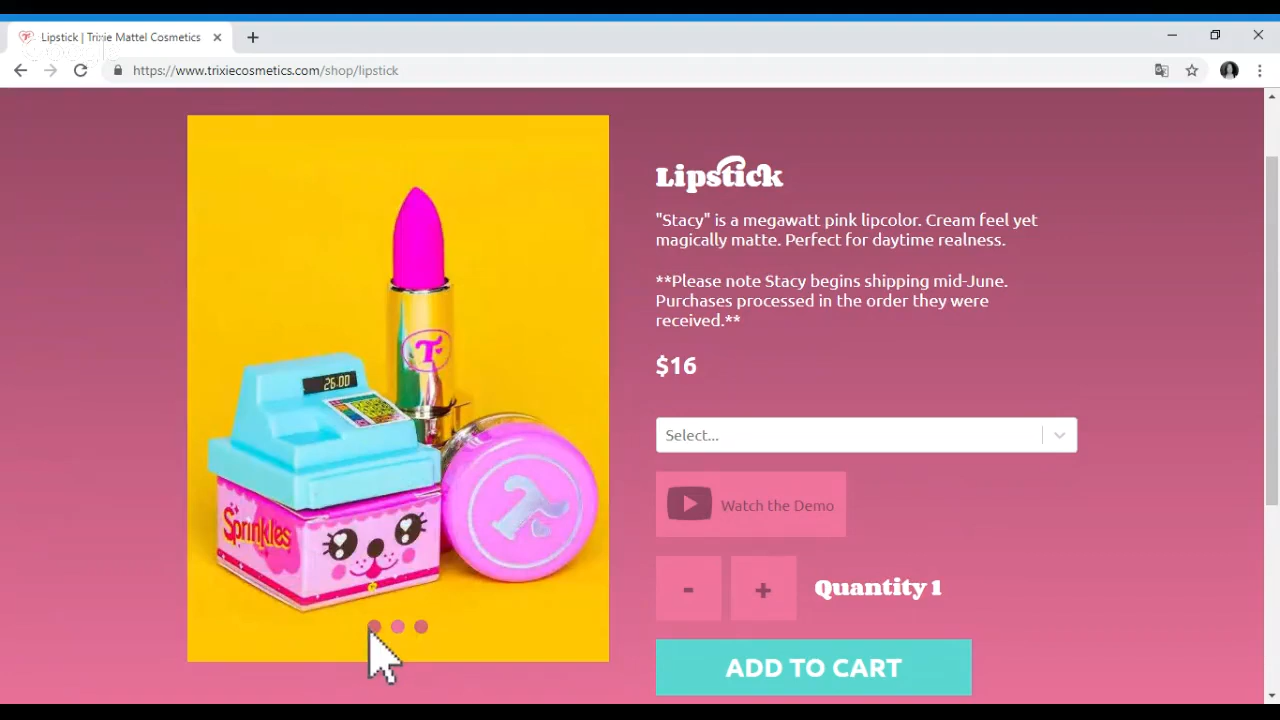 Lipstick | Trixie Mattel Cosmetics
https://www.trixiecosmetics.com/shop/lipstick
Lipstick
"Stacy" is a megawatt pink lipcolor. Cream feel yet
magically matte. Perfect for daytime realness.
**Please note Stacy begins shipping mid-June.
Purchases processed in the order they were
received.**
$16
Select...
Watch the Demo
- + Quantity 1
ADD TO CART
26:00
T
Sprinkles
T